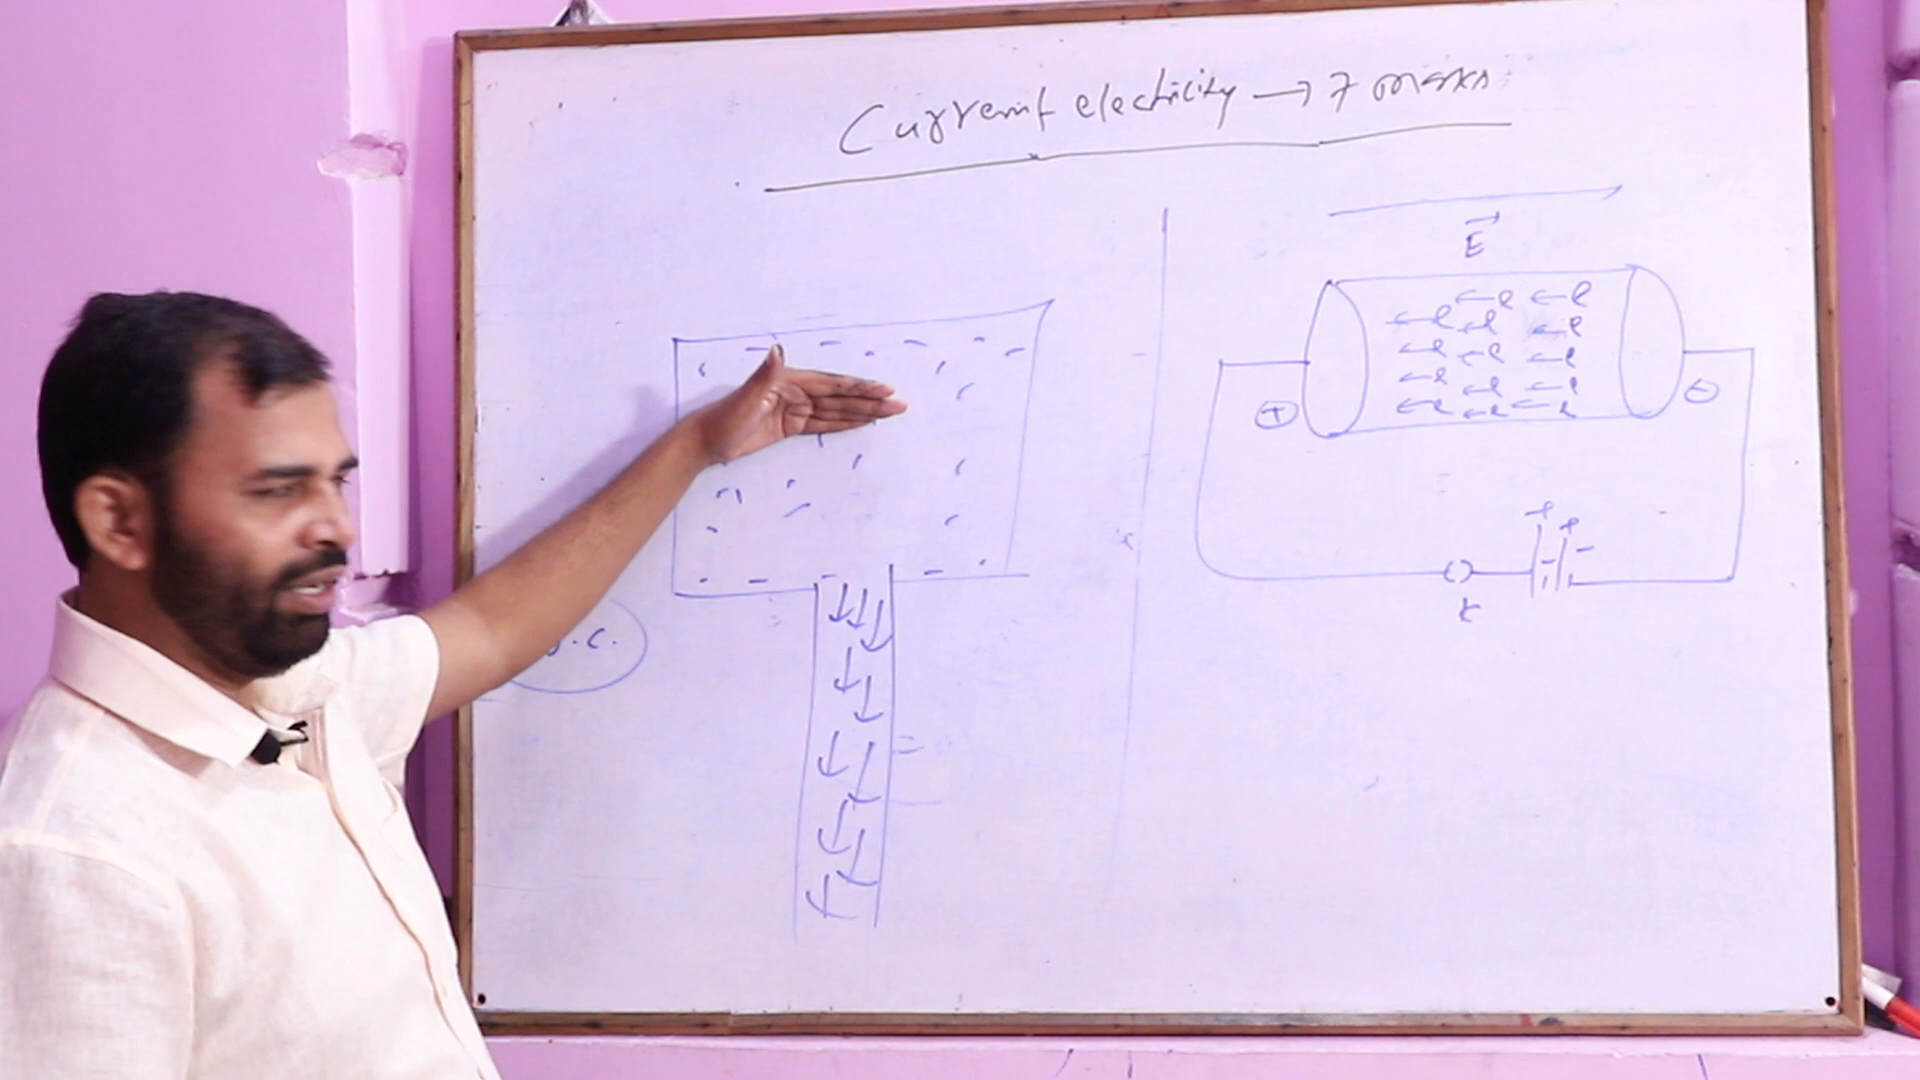 Current electricity → 7 marks
E
←e ←e
←e ←e ←e
←e ←e ←e
←e ←e ←e
←e ←e ←e
+ -
+ + - -
K
.c.